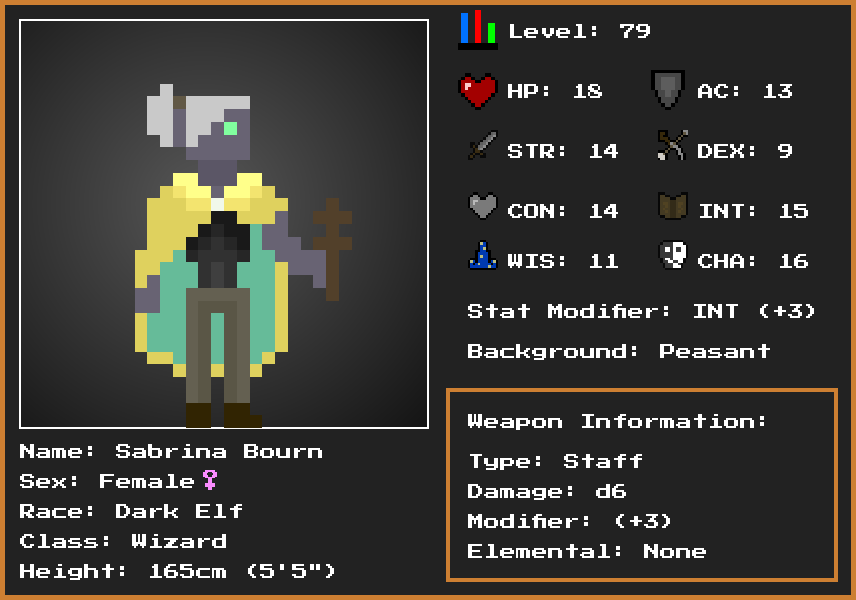 Level: 79
HP: 18 AC: 13
STR: 14 DEX: 9
CON: 14 INT: 15
WIS: 11 CHA: 16
Stat Modifier: INT (+3)
Background: Peasant
Weapon Information:
Type: Staff
Damage: d6
Modifier: (+3)
Elemental: None
Name: Sabrina Bourn
Sex: Female♀
Race: Dark Elf
Class: Wizard
Height: 165cm (5'5")